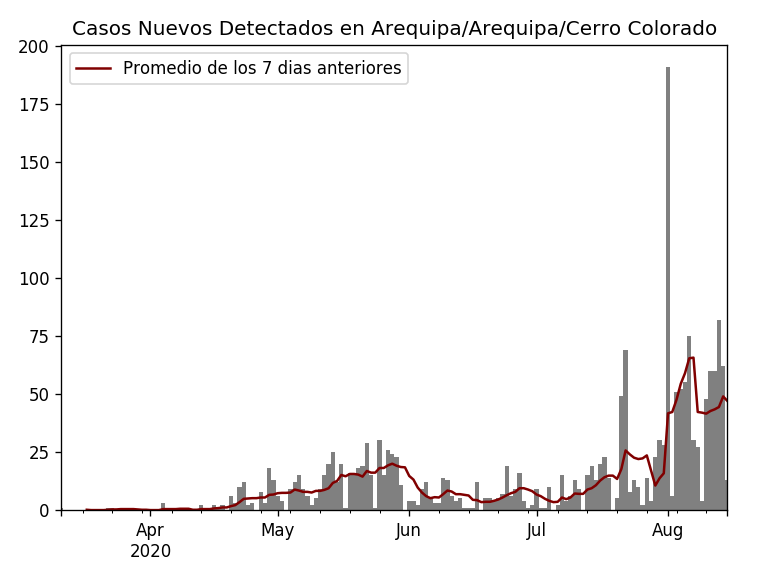 Casos Nuevos Detectados en Arequipa/Arequipa/Cerro Colorado
Promedio de los 7 dias anteriores
200
175
150
125
100
75
50
25
0
Apr
2020
May
Jun
Jul
Aug